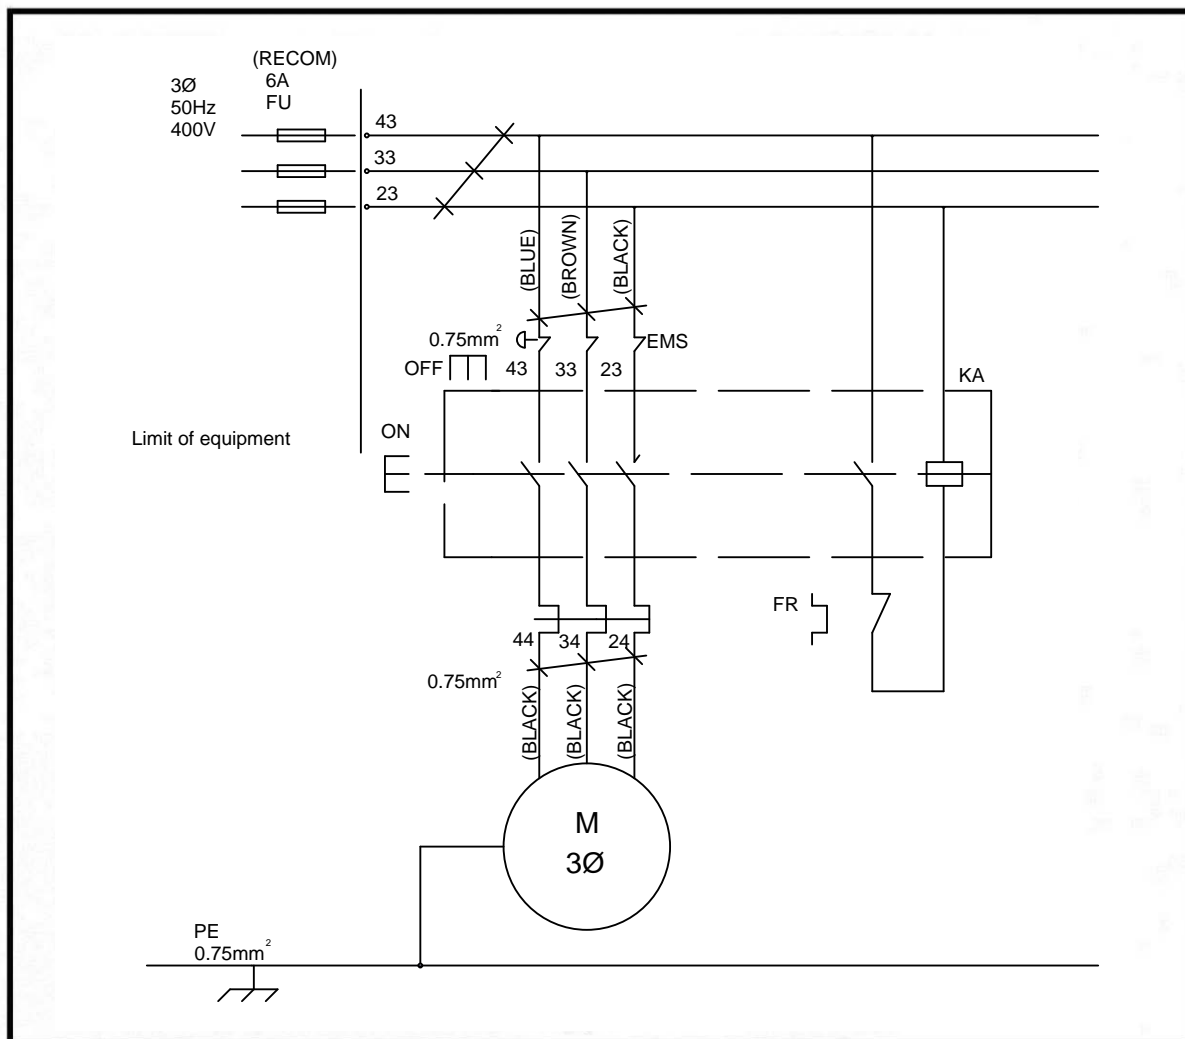 (RECOM)
6A
FU
3Ø
50Hz
400V
43
33
23
(BLUE)
(BROWN)
(BLACK)
0.75mm²
EMS
OFF
43
33
23
KA
ON
Limit of equipment
FR
44
34
24
0.75mm²
(BLACK)
(BLACK)
(BLACK)
M
3Ø
PE
0.75mm²